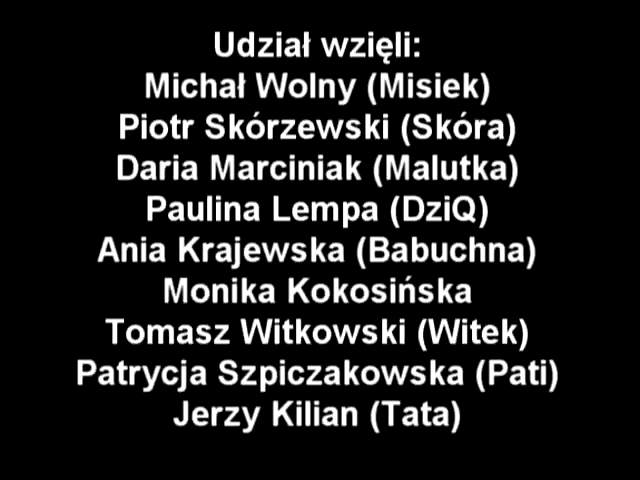 Udział wzięli:
Michał Wolny (Misiek)
Piotr Skórzewski (Skóra)
Daria Marciniak (Malutka)
Paulina Lempa (DziQ)
Ania Krajewska (Babuchna)
Monika Kokosińska
Tomasz Witkowski (Witek)
Patrycja Szpiczakowska (Pati)
Jerzy Kilian (Tata)